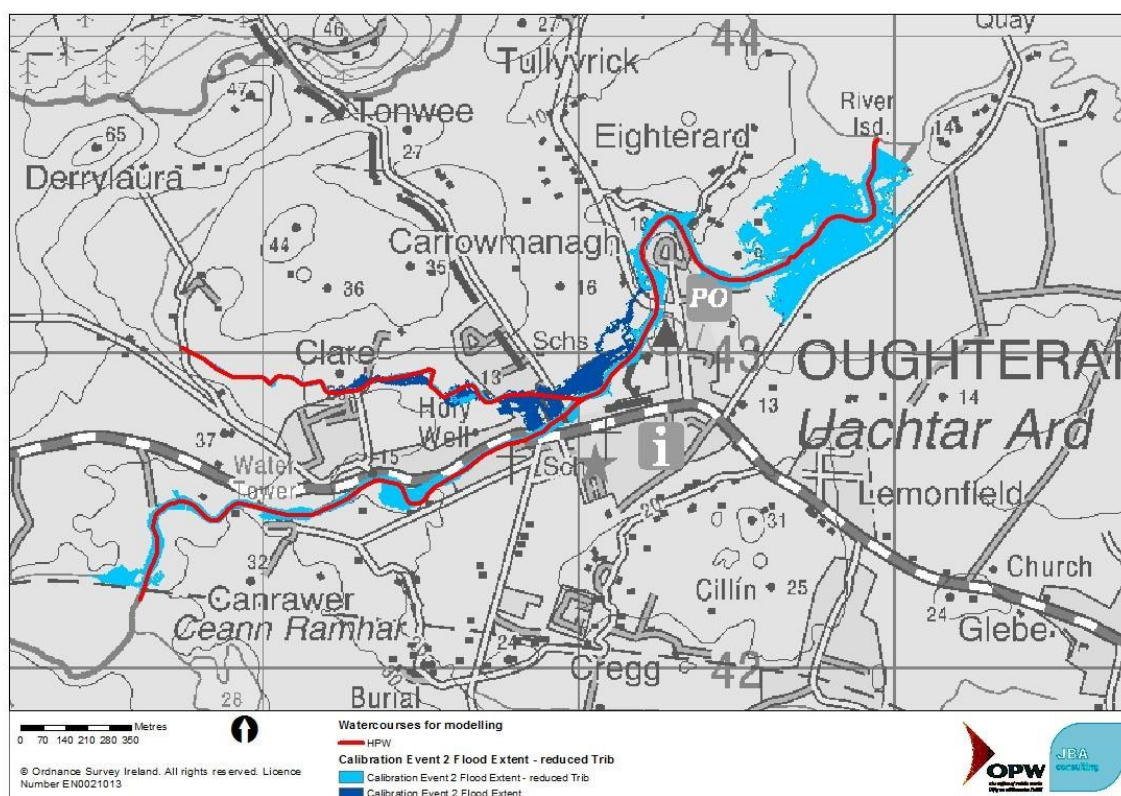 46
27
44
Quay
Tullyvrick
47
Tonwee
10
River
Isd.
65
27
Eighterard
14
Derrylaura
10
44
Carrowmanagh
35
9
36
16
PO
Schs
43
Clare
OUGHTERAR
13
Holy
Well
13
14
37
i
Uachtar Ard
15
Sch
Water
Tower
Lemonfield
20
31
32
Cillín
25
Church
Canrawer
24
Ceann Ramhar
Glebe
24
Cregg
42
28
Burial
Metres
0 70 140 210 280 350
© Ordnance Survey Ireland. All rights reserved. Licence
Number EN0021013
Watercourses for modelling
HPW
Calibration Event 2 Flood Extent - reduced Trib
Calibration Event 2 Flood Extent - reduced Trib
Calibration Event 2 Flood Extent
OPW
JBA
consulting